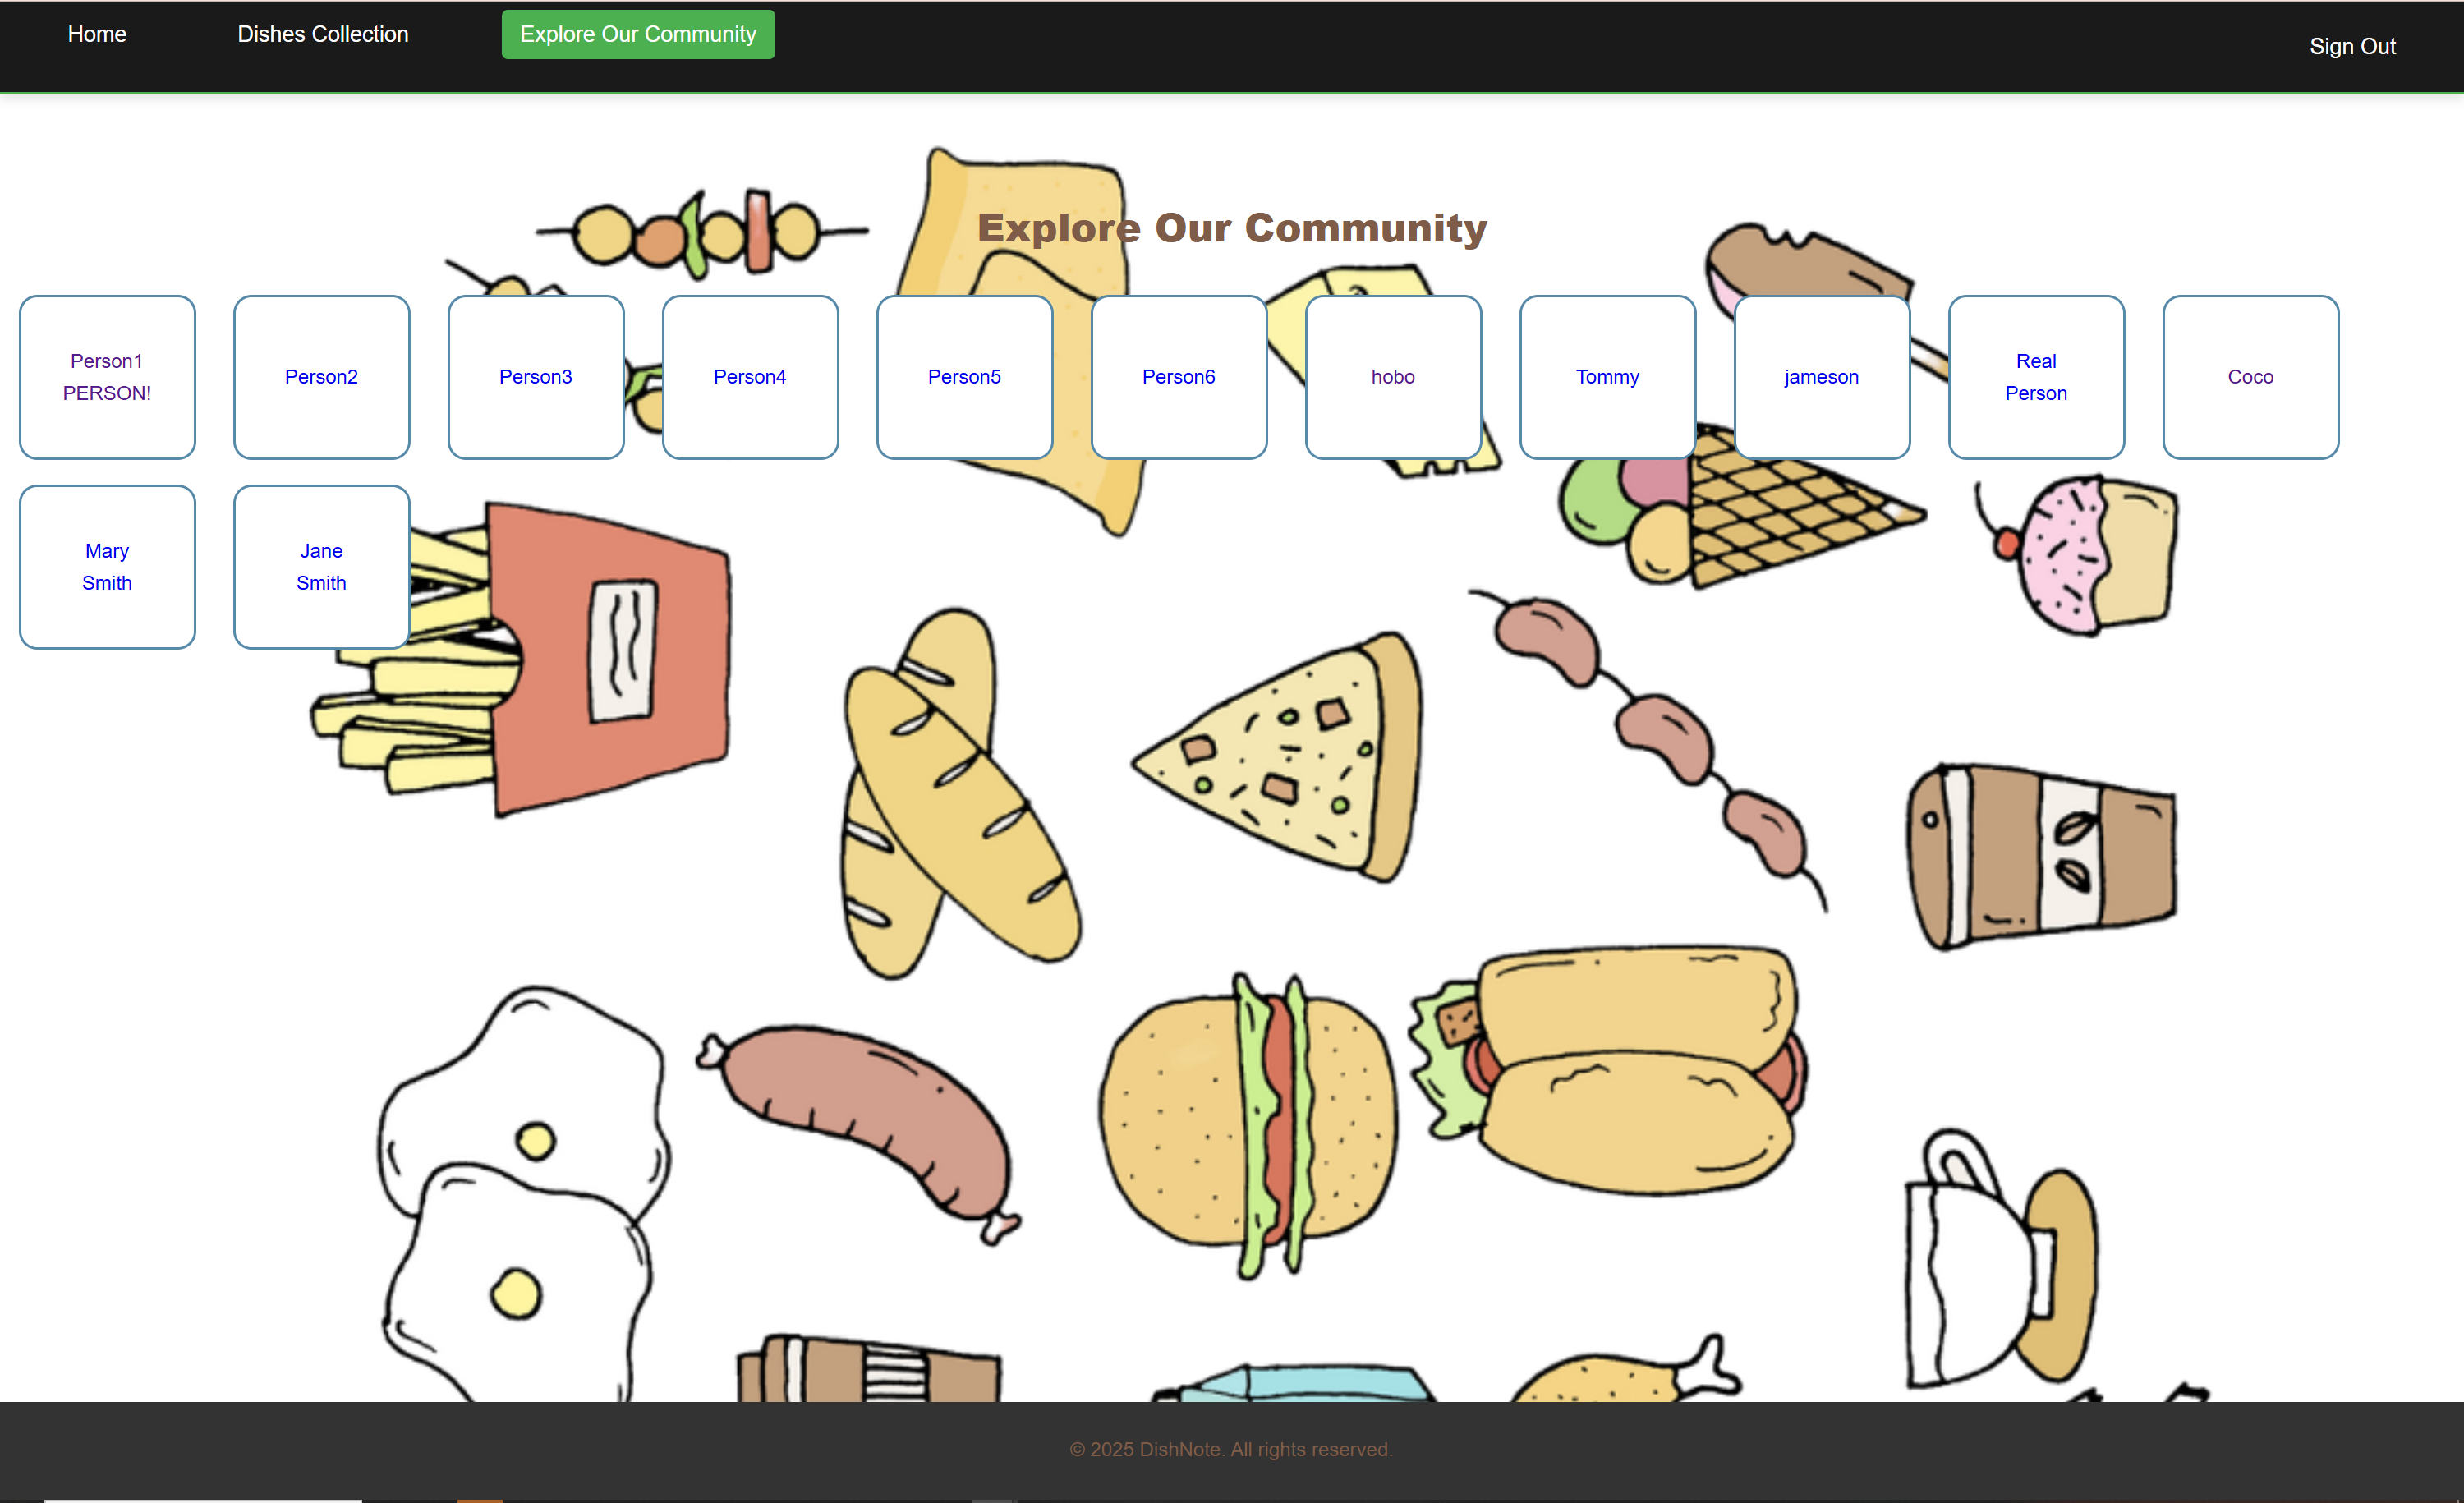 Home
Dishes Collection
Explore Our Community
Sign Out
Explore Our Community
Person1
PERSON!
Person2
Person3
Person4
Person5
Person6
hobo
Tommy
jameson
Real
Person
Coco
Mary
Smith
Jane
Smith
© 2025 DishNote. All rights reserved.